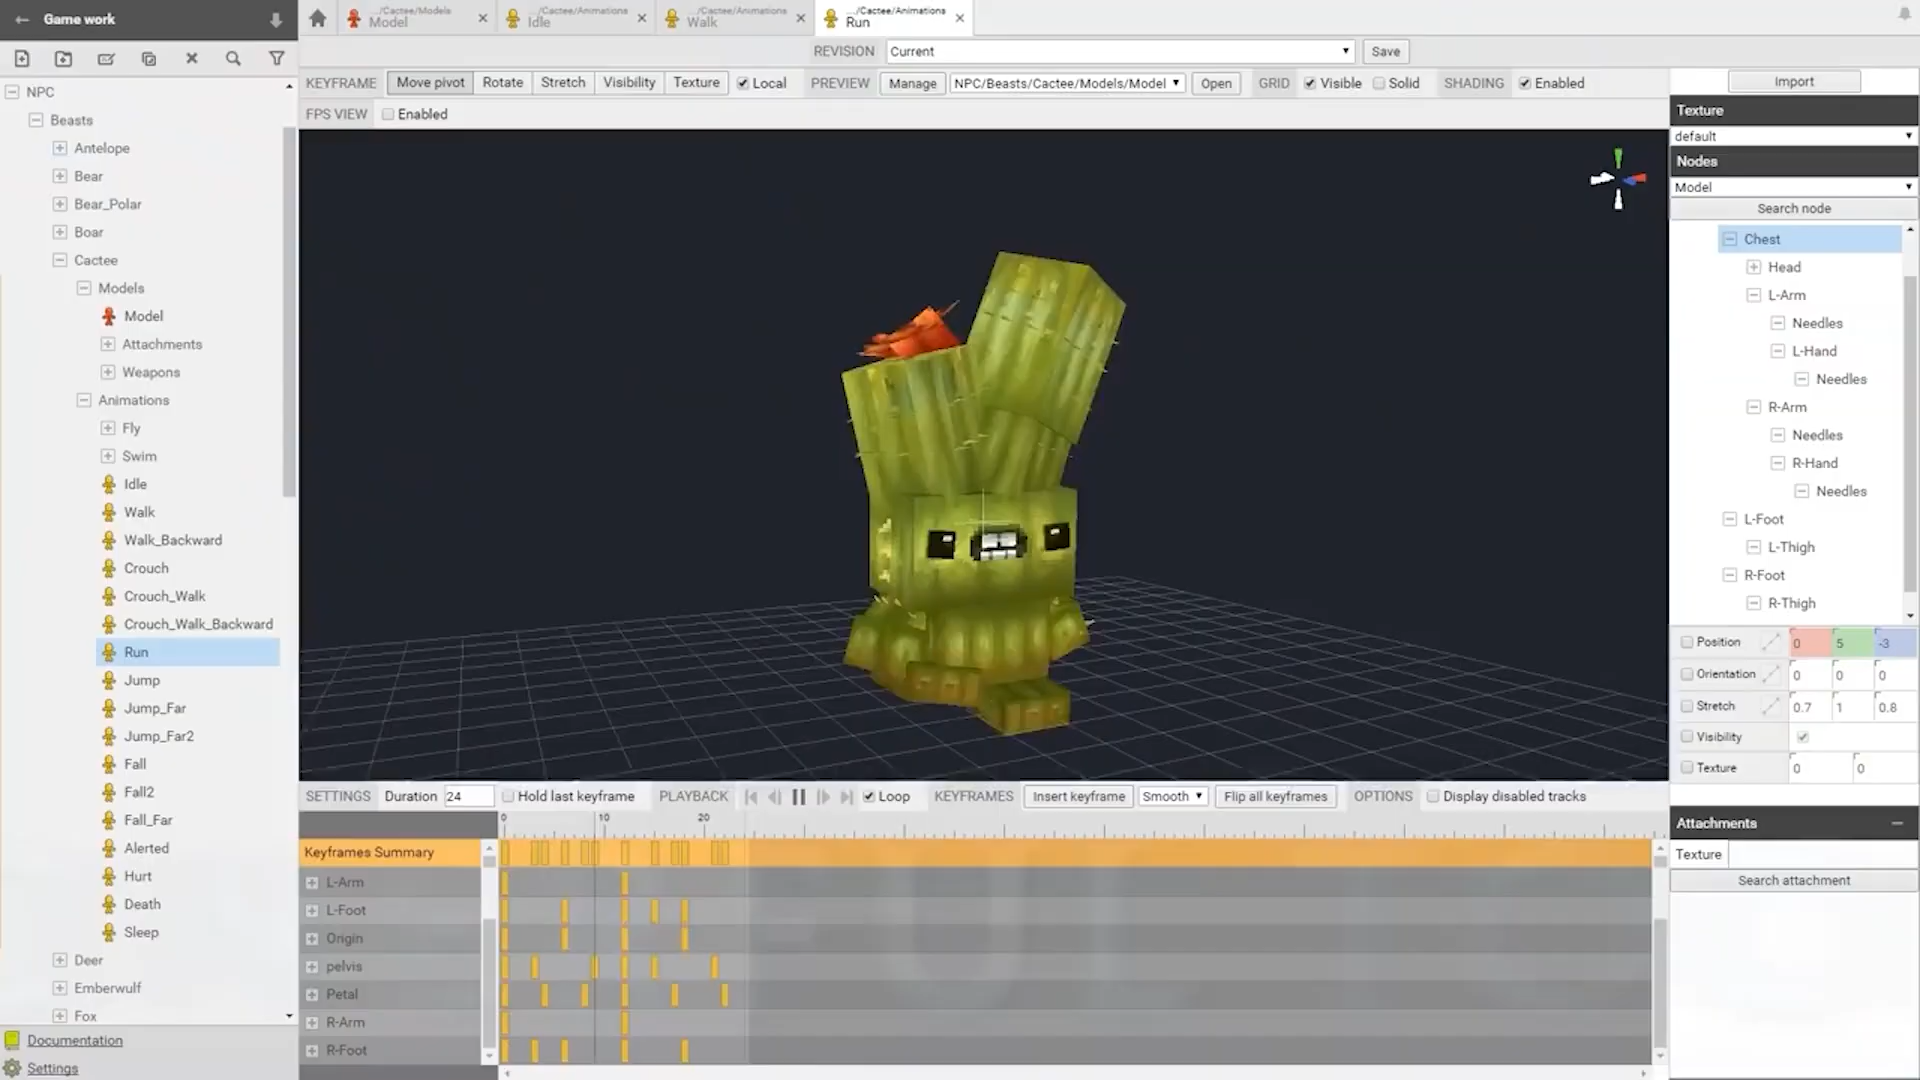 Game work
.../Cactee/Models
Model
.../Cactee/Animations
Idle
.../Cactee/Animations
Walk
.../Cactee/Animations
Run
REVISION
Current
Save
KEYFRAME
Move pivot
Rotate
Stretch
Visibility
Texture
Local
PREVIEW
Manage
NPC/Beasts/Cactee/Models/Model
Open
GRID
Visible
Solid
SHADING
Enabled
FPS VIEW
Enabled
NPC
Beasts
Antelope
Bear
Bear_Polar
Boar
Cactee
Models
Model
Attachments
Weapons
Animations
Fly
Swim
Idle
Walk
Walk_Backward
Crouch
Crouch_Walk
Crouch_Walk_Backward
Run
Jump
Jump_Far
Jump_Far2
Fall
Fall2
Fall_Far
Alerted
Hurt
Death
Sleep
Deer
Emberwulf
Fox
Documentation
Settings
Import
Texture
default
Nodes
Model
Search node
Chest
Head
L-Arm
Needles
L-Hand
Needles
R-Arm
Needles
R-Hand
Needles
L-Foot
L-Thigh
R-Foot
R-Thigh
Position 0 5 -3
Orientation 0 0 0
Stretch 0.7 1 0.8
Visibility
Texture 0 0
Attachments
Texture
Search attachment
SETTINGS
Duration 24
Hold last keyframe
PLAYBACK
Loop
KEYFRAMES
Insert keyframe
Smooth
Flip all keyframes
OPTIONS
Display disabled tracks
0 10 20
Keyframes Summary
L-Arm
L-Foot
Origin
pelvis
Petal
R-Arm
R-Foot